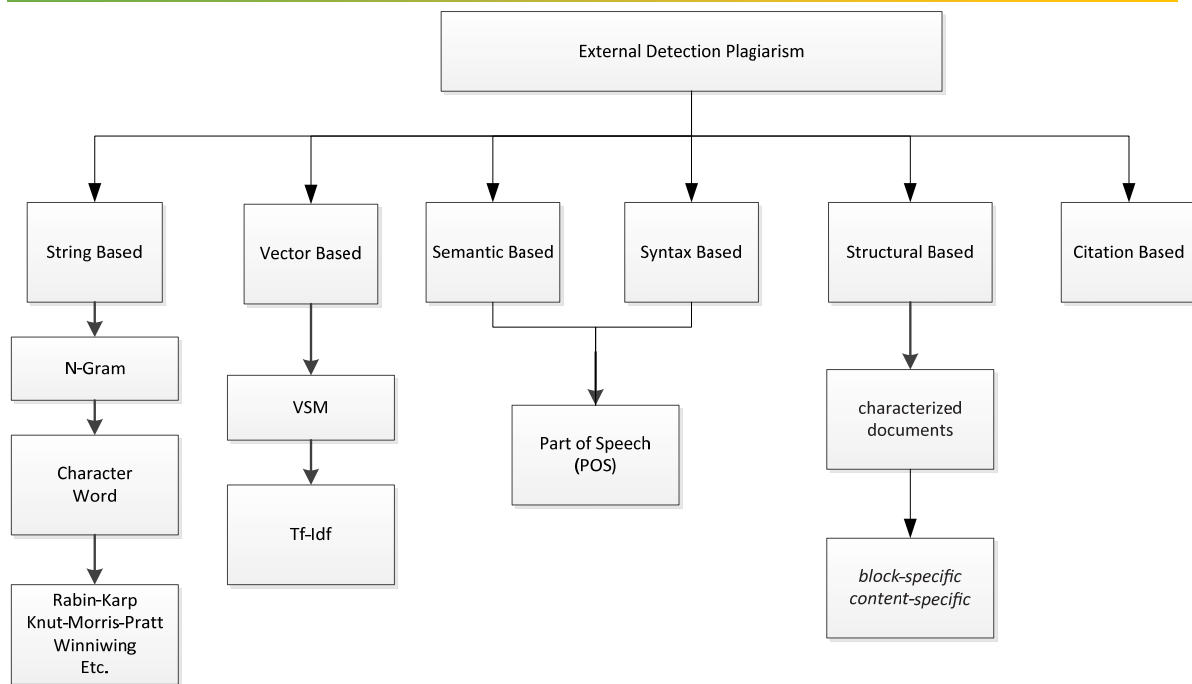 External Detection Plagiarism
String Based
Vector Based
Semantic Based
Syntax Based
Structural Based
Citation Based
N-Gram
VSM
characterized
documents
Part of Speech
(POS)
Character
Word
Tf-Idf
block-specific
content-specific
Rabin-Karp
Knut-Morris-Pratt
Winniwing
Etc.